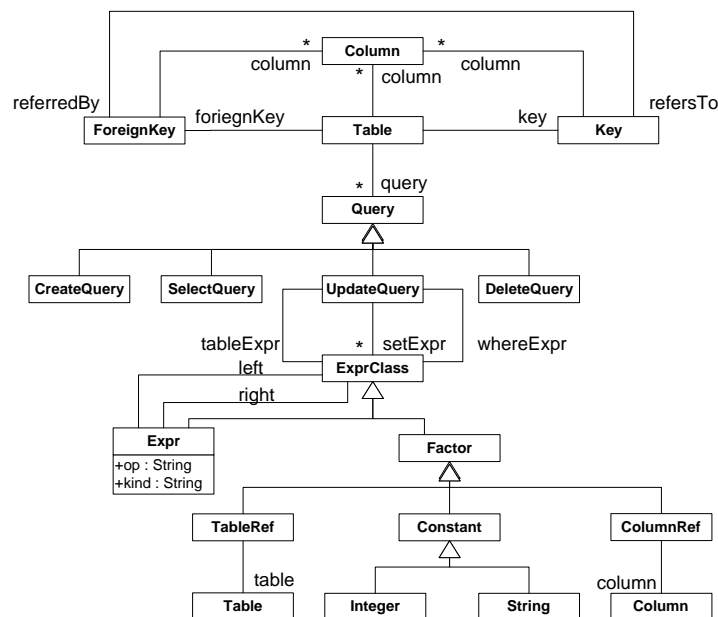 * Column *
column * column column
referredBy refersTo
ForeignKey foriegnKey Table key Key
* query
Query
CreateQuery SelectQuery UpdateQuery DeleteQuery
tableExpr * setExpr whereExpr
left ExprClass
right
Expr Factor
+op : String
+kind : String
TableRef Constant ColumnRef
table column
Table Integer String Column